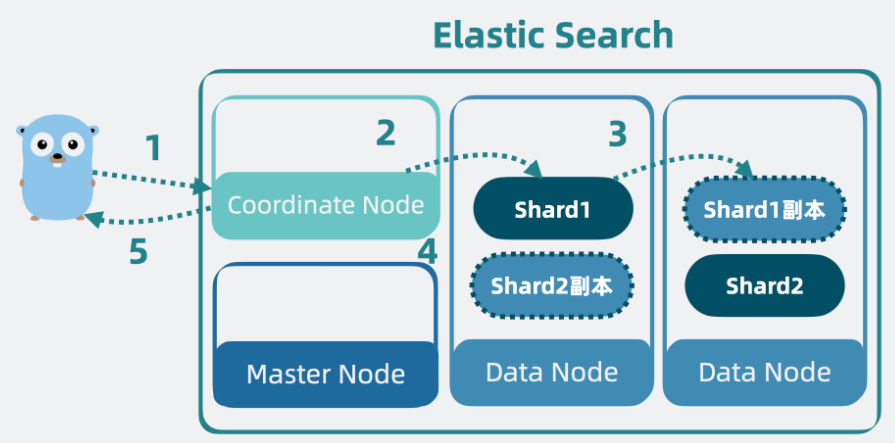 Elastic Search
1
2
3
Coordinate Node
Shard1
Shard1副本
5
4
Shard2副本
Shard2
Master Node
Data Node
Data Node